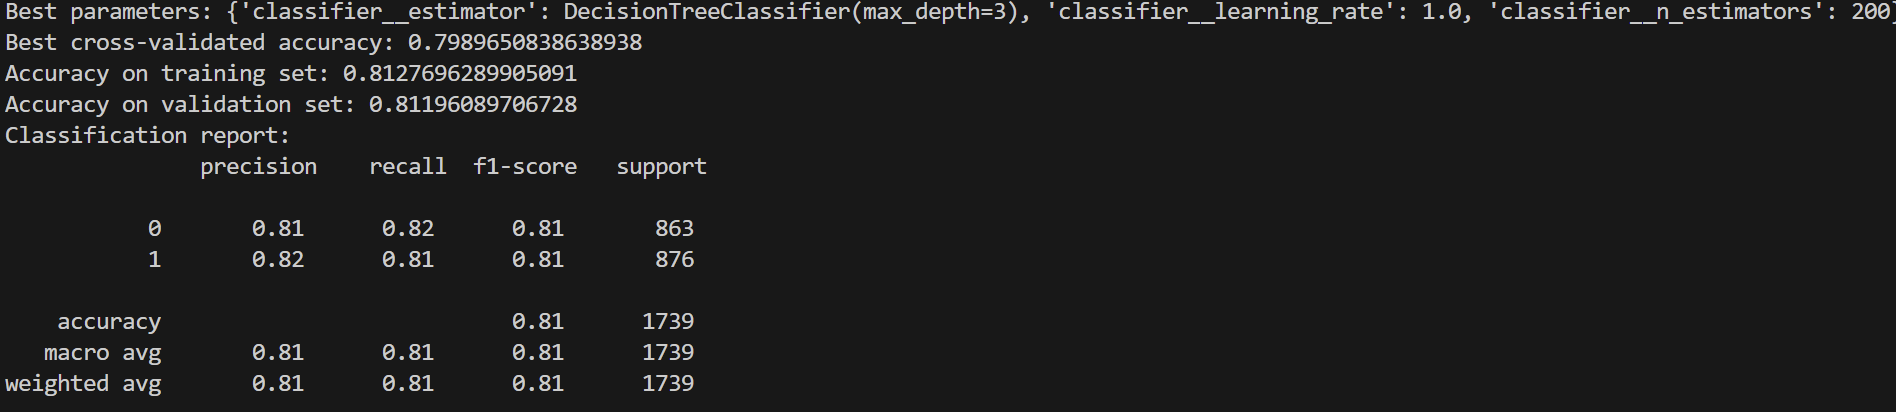 Best parameters: {'classifier__estimator': DecisionTreeClassifier(max_depth=3), 'classifier__learning_rate': 1.0, 'classifier__n_estimators': 200}
Best cross-validated accuracy: 0.7989650838638938
Accuracy on training set: 0.8127696289905091
Accuracy on validation set: 0.81196089706728
Classification report:
precision recall f1-score support
0 0.81 0.82 0.81 863
1 0.82 0.81 0.81 876
accuracy 0.81 1739
macro avg 0.81 0.81 0.81 1739
weighted avg 0.81 0.81 0.81 1739